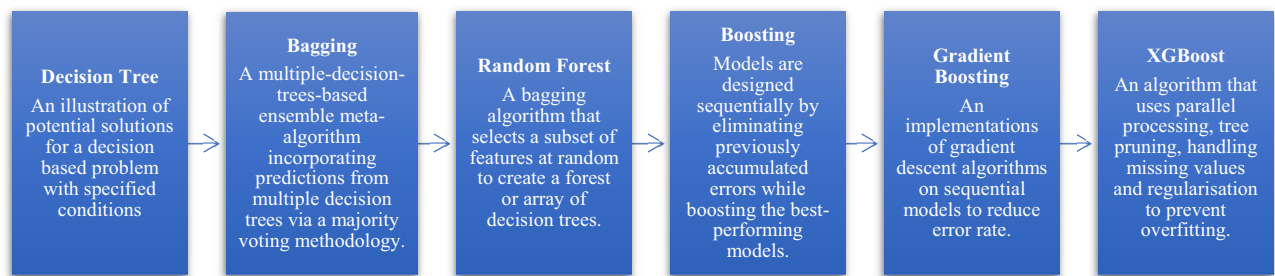 Decision Tree
An illustration of
potential solutions
for a decision
based problem
with specified
conditions
Bagging
A multiple-decision-
trees-based
ensemble meta-
algorithm
incorporating
predictions from
multiple decision
trees via a majority
voting methodology.
Random Forest
A bagging
algorithm that
selects a subset of
features at random
to create a forest
or array of
decision trees.
Boosting
Models are
designed
sequentially by
eliminating
previously
accumulated
errors while
boosting the best-
performing
models.
Gradient
Boosting
An
implementations
of gradient
descent algorithms
on sequential
models to reduce
error rate.
XGBoost
An algorithm that
uses parallel
processing, tree
pruning, handling
missing values
and regularisation
to prevent
overfitting.